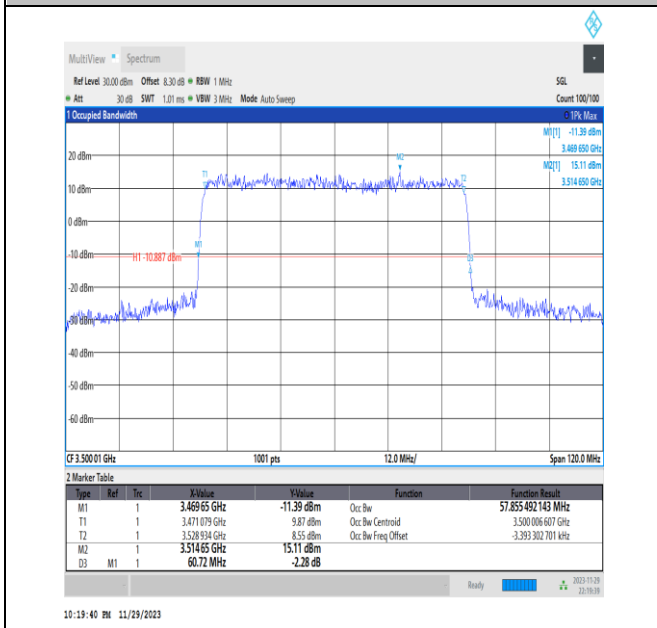 MultiView Spectrum
Ref Level 30.00 dBm Offset 8.30 dB RBW 1 MHz SGL
Att 30 dB SWT 1.01 ms VBW 3 MHz Mode Auto Sweep Count 100/100
1 Occupied Bandwidth 1Pk Max
M1[1] -11.39 dBm
3.469 650 GHz
M2[1] 15.11 dBm
3.514 650 GHz
20 dBm
M2
T1 T2
10 dBm
0 dBm
M1
-10 dBm H1 -10.887 dBm D3
-20 dBm
-30 dBm
-40 dBm
-50 dBm
-60 dBm
CF 3.500 01 GHz 1001 pts 12.0 MHz/ Span 120.0 MHz
2 Marker Table
Type Ref Trc X-Value Y-Value Function Function Result
M1 1 3.469 65 GHz -11.39 dBm Occ Bw 57.855 492 143 MHz
T1 1 3.471 079 GHz 9.87 dBm Occ Bw Centroid 3.500 006 607 GHz
T2 1 3.528 934 GHz 8.55 dBm Occ Bw Freq Offset -3.393 302 701 kHz
M2 1 3.514 65 GHz 15.11 dBm
D3 M1 1 60.72 MHz -2.28 dB
Ready 2023-11-29
22:19:39
10:19:40 PM 11/29/2023